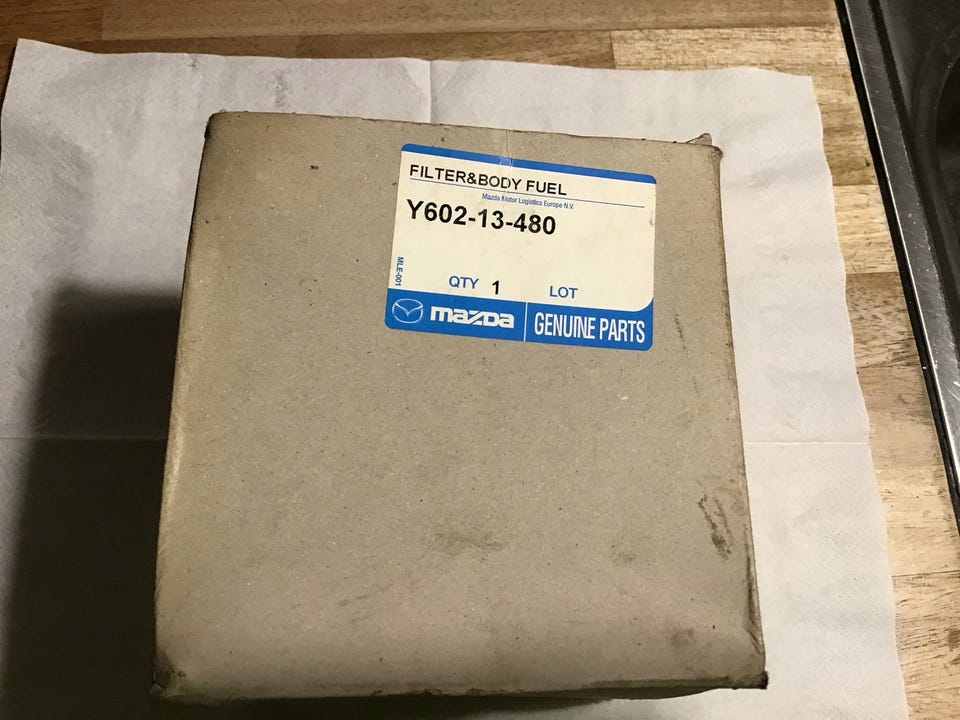 FILTER&BODY FUEL
Mazda Motor Logistics Europe N.V.
Y602-13-480
MLE-001
QTY 1 LOT
mazda GENUINE PARTS